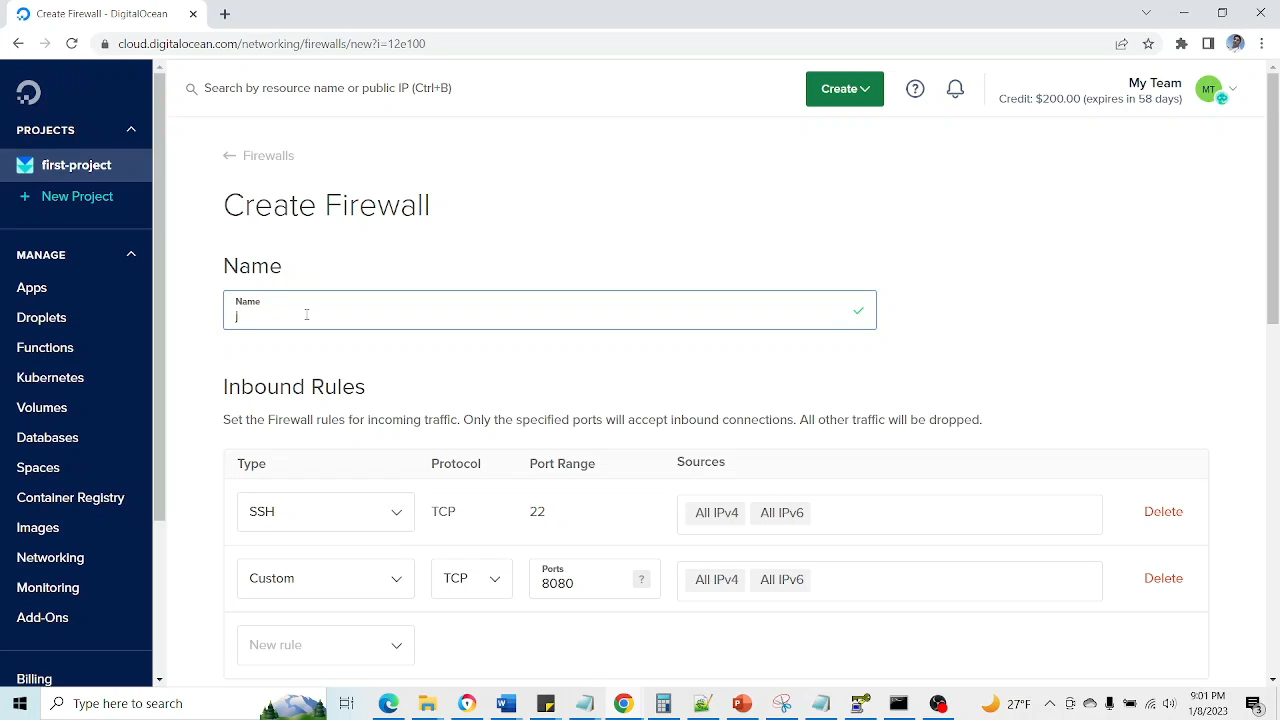 Create Firewall - DigitalOcean
cloud.digitalocean.com/networking/firewalls/new?i=12e100
Search by resource name or public IP (Ctrl+B)
Create
?
My Team
Credit: $200.00 (expires in 58 days)
MT
PROJECTS
first-project
+ New Project
MANAGE
Apps
Droplets
Functions
Kubernetes
Volumes
Databases
Spaces
Container Registry
Images
Networking
Monitoring
Add-Ons
Billing
← Firewalls
Create Firewall
Name
Name
j
Inbound Rules
Set the Firewall rules for incoming traffic. Only the specified ports will accept inbound connections. All other traffic will be dropped.
Type Protocol Port Range Sources
SSH TCP 22 All IPv4 All IPv6 Delete
Custom TCP Ports 8080 ? All IPv4 All IPv6 Delete
New rule
Type here to search
27°F
9:01 PM
1/8/2023
3